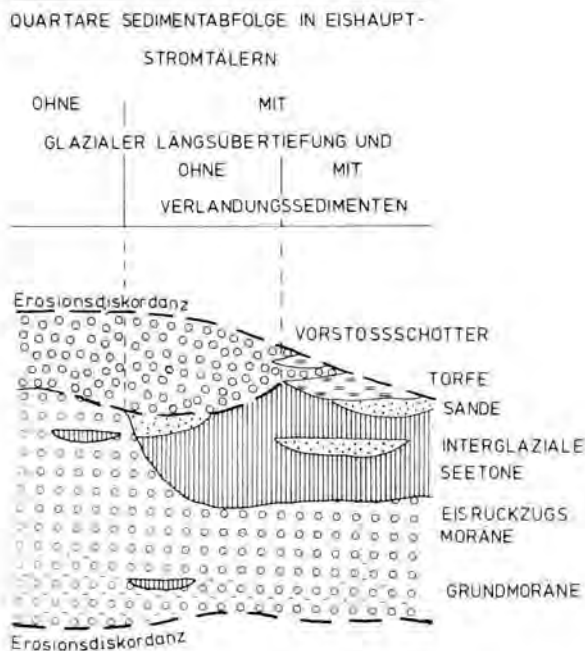 QUARTÄRE SEDIMENTABFOLGE IN EISHAUPT-
STROMTÄLERN
OHNE MIT
GLAZIALER LÄNGSÜBERTIEFUNG UND
OHNE MIT
VERLANDUNGSSEDIMENTEN
Erosionsdiskordanz
VORSTOSSSCHOTTER
TORFE
SANDE
INTERGLAZIALE
SEETONE
EISRÜCKZUGS
MORÄNE
GRUNDMORÄNE
Erosionsdiskordanz